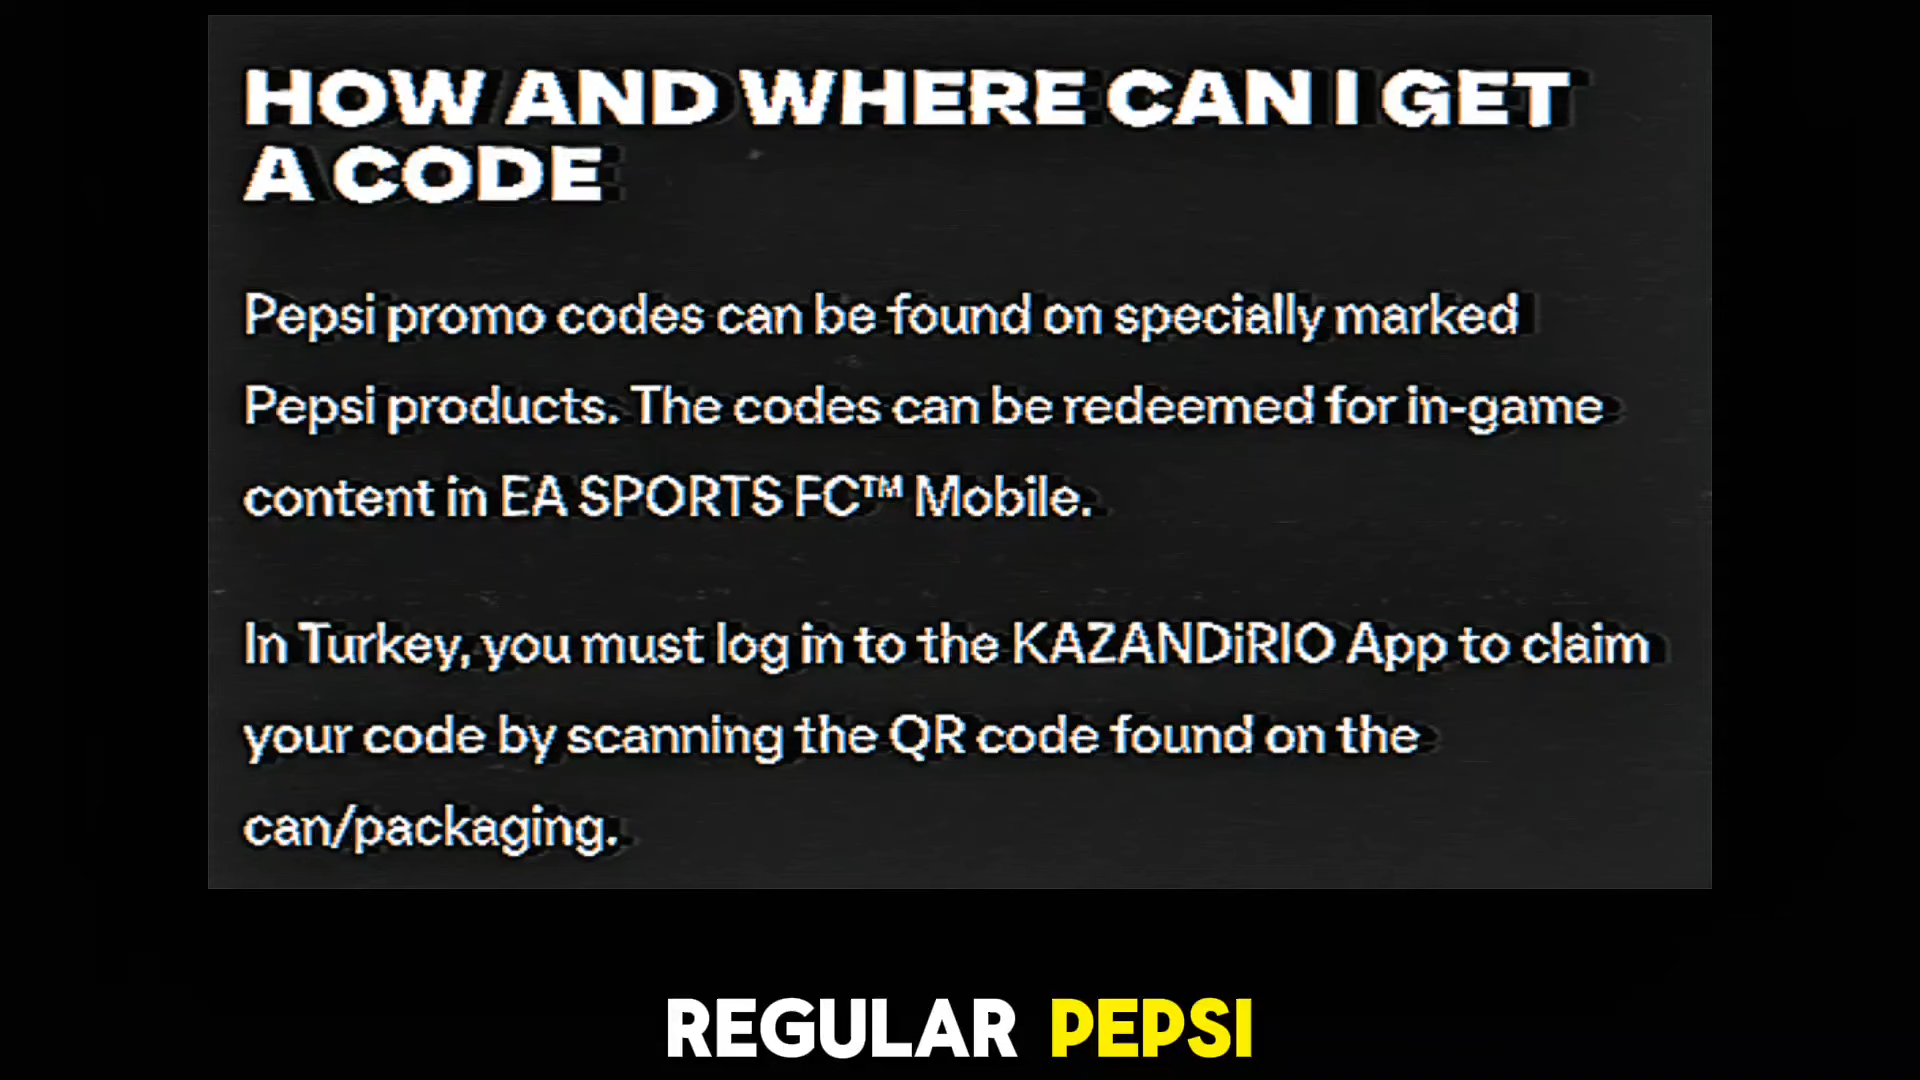 HOW AND WHERE CAN I GET
A CODE
Pepsi promo codes can be found on specially marked
Pepsi products. The codes can be redeemed for in-game
content in EA SPORTS FC™ Mobile.
In Turkey, you must log in to the KAZANDiRIO App to claim
your code by scanning the QR code found on the
can/packaging.
REGULAR PEPSI